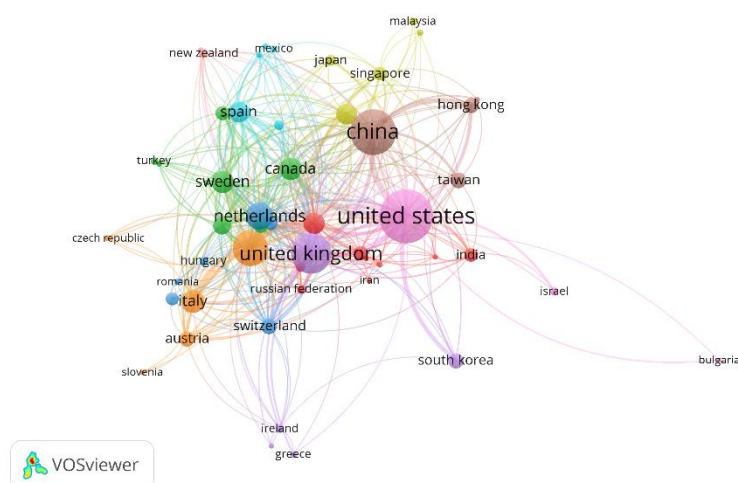 malaysia
mexico
new zealand
japan
singapore
spain
hong kong
china
turkey
canada
sweden
taiwan
netherlands
united states
czech republic
united kingdom
india
hungary
romania
iran
russian federation
israel
italy
switzerland
austria
south korea
bulgaria
slovenia
ireland
greece
VOSviewer